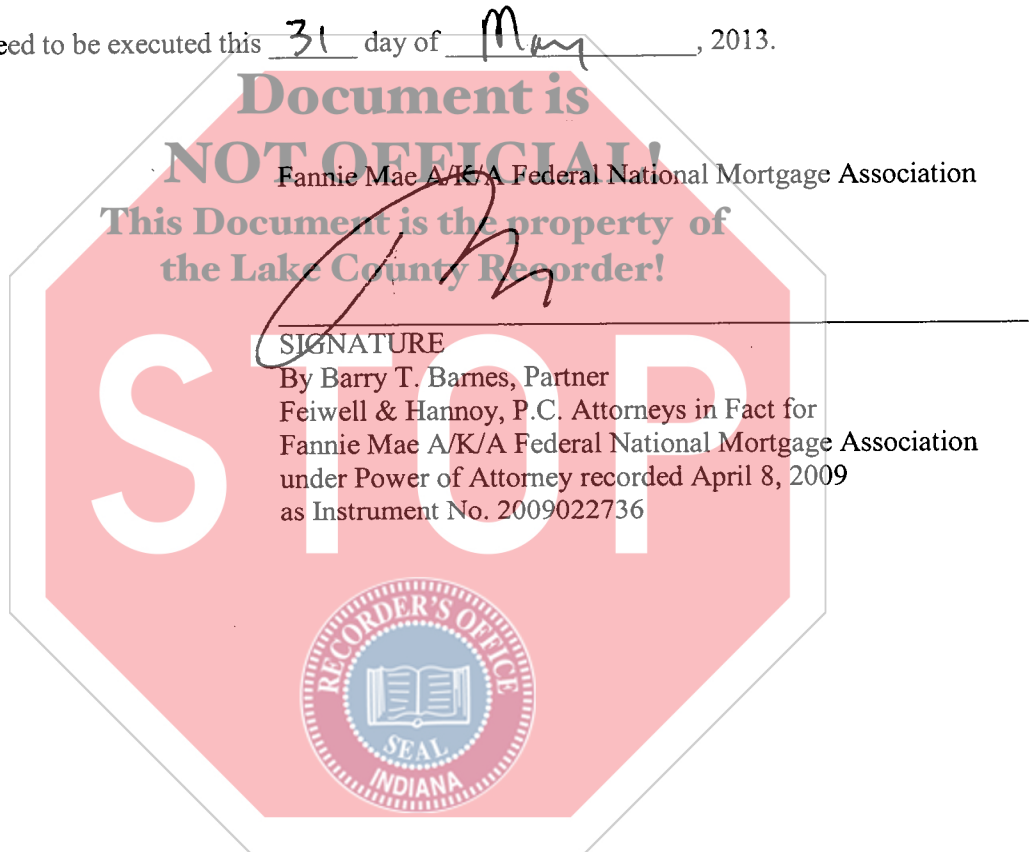 eed to be executed this 31 day of May, 2013.
Document is
NOT OFFICIAL!
Fannie Mae A/K/A Federal National Mortgage Association
This Document is the property of
the Lake County Recorder!
SIGNATURE
By Barry T. Barnes, Partner
Feiwell & Hannoy, P.C. Attorneys in Fact for
Fannie Mae A/K/A Federal National Mortgage Association
under Power of Attorney recorded April 8, 2009
as Instrument No. 2009022736
STOP
RECORDER'S OFFICE
SEAL
INDIANA